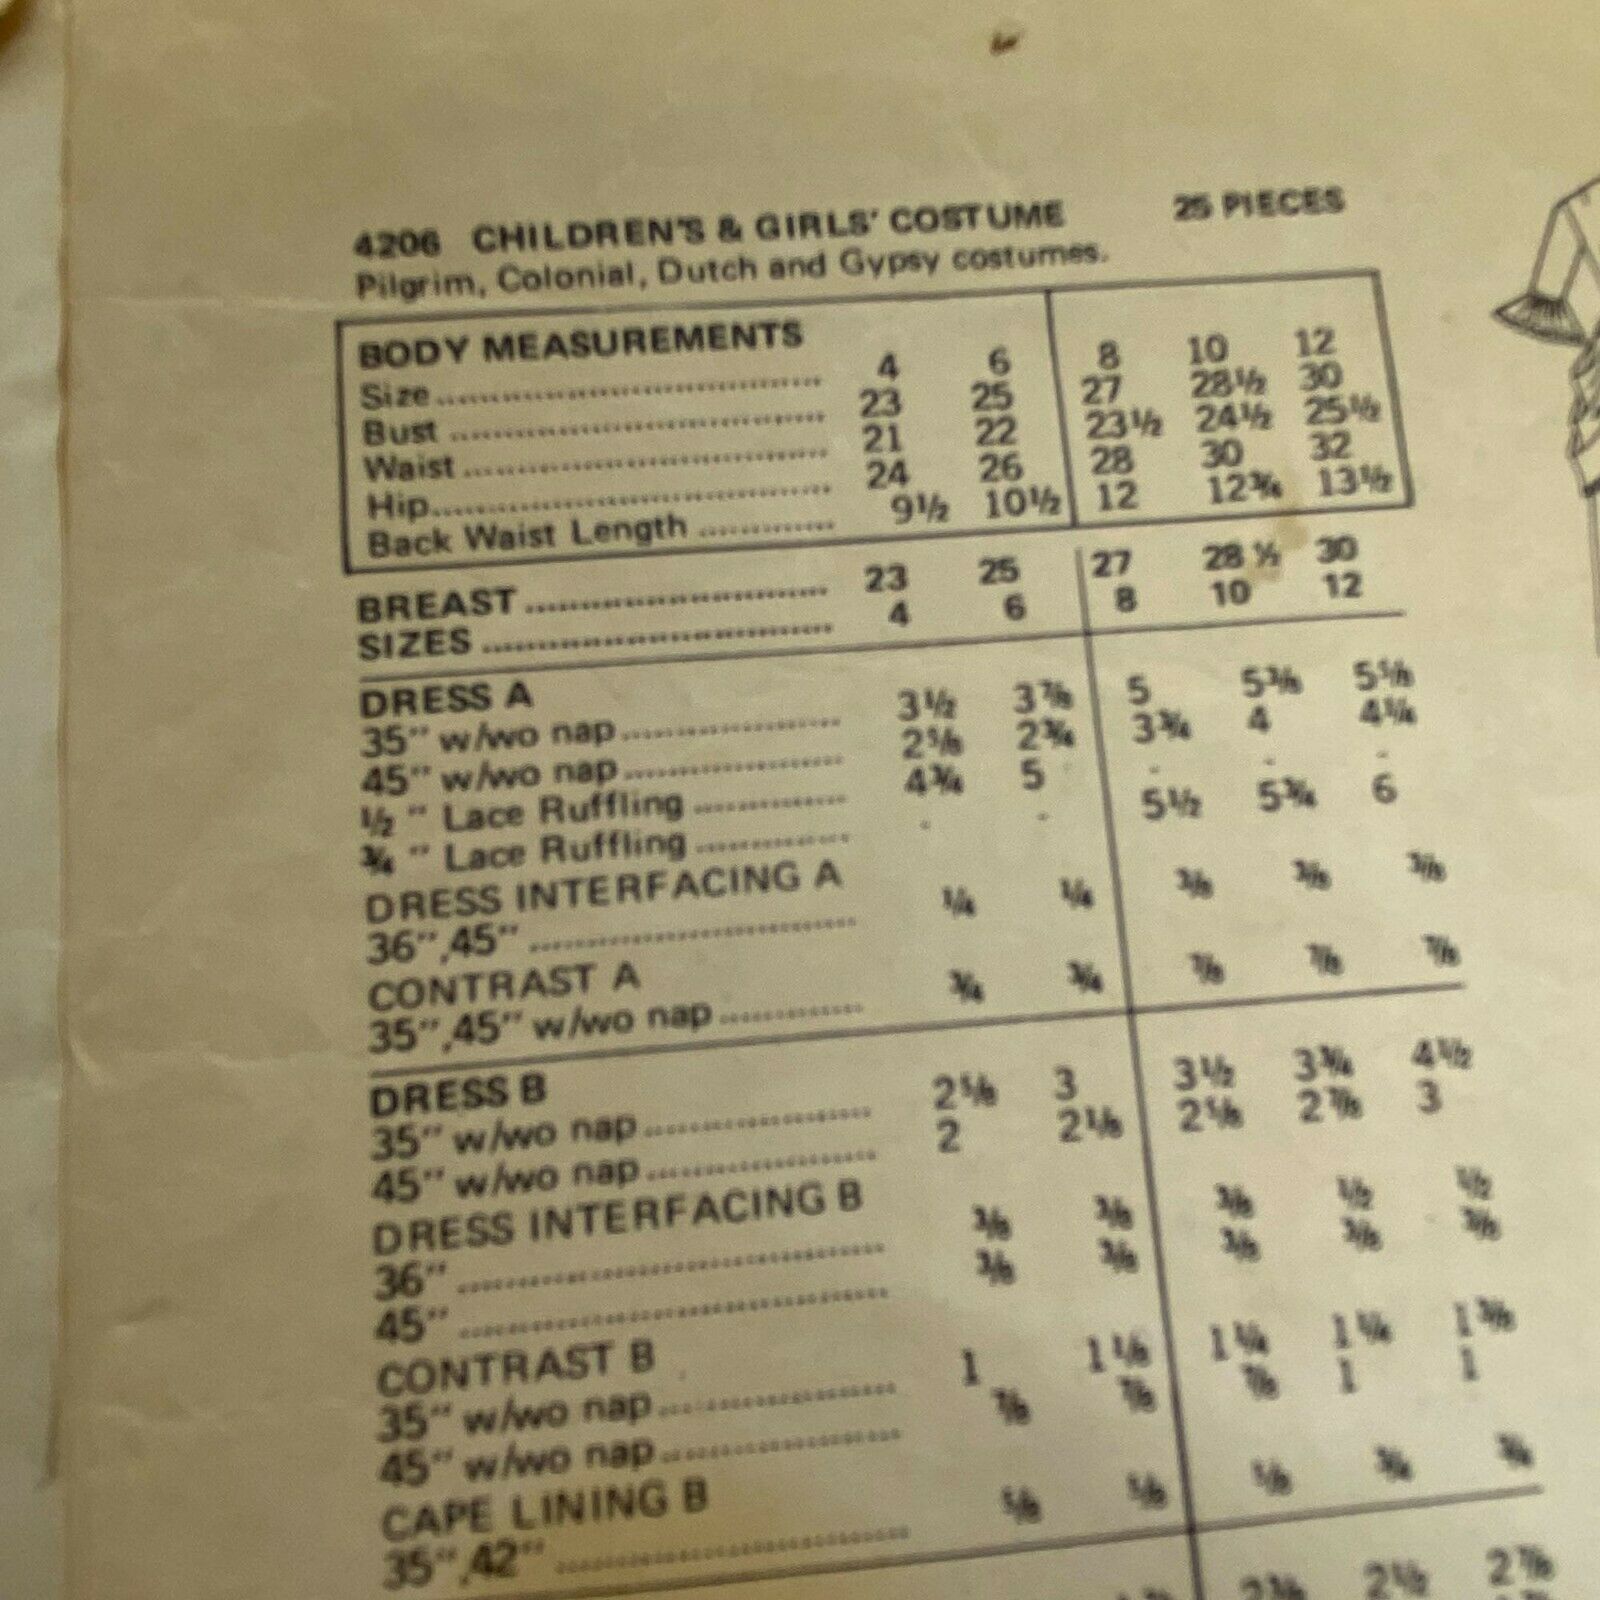 4206 CHILDREN'S & GIRLS' COSTUME 25 PIECES
Pilgrim, Colonial, Dutch and Gypsy costumes.
BODY MEASUREMENTS
Size 4 6 8 10 12
Bust 23 25 27 28½ 30
Waist 21 22 23½ 24½ 25½
Hip 24 26 28 30 32
Back Waist Length 9½ 10½ 12 12¾ 13½
BREAST 23 25 27 28 ½ 30
SIZES 4 6 8 10 12
DRESS A
35" w/wo nap 3½ 3⅞ 5 5⅜ 5⅝
45" w/wo nap 2⅝ 2¾ 3¾ 4 4¼
½ " Lace Ruffling 4¾ 5 - - -
¾ " Lace Ruffling - - 5½ 5¾ 6
DRESS INTERFACING A
36",45" ¼ ¼ ⅜ ⅜ ⅜
CONTRAST A
35",45" w/wo nap ¾ ¾ ⅞ ⅞ ⅞
DRESS B
35" w/wo nap 2⅝ 3 3½ 3¾ 4½
45" w/wo nap 2 2⅛ 2⅝ 2⅞ 3
DRESS INTERFACING B
36" ⅜ ⅜ ⅜ ½ ½
45" ⅜ ⅜ ⅜ ⅜ ⅜
CONTRAST B
35" w/wo nap 1 1⅛ 1¼ 1¼ 1⅜
45" w/wo nap ⅞ ⅞ ⅞ 1 1
CAPE LINING B
35",42" ⅝ ⅝ ⅝ ¾ ¾
2⅜ 2½ 2⅞